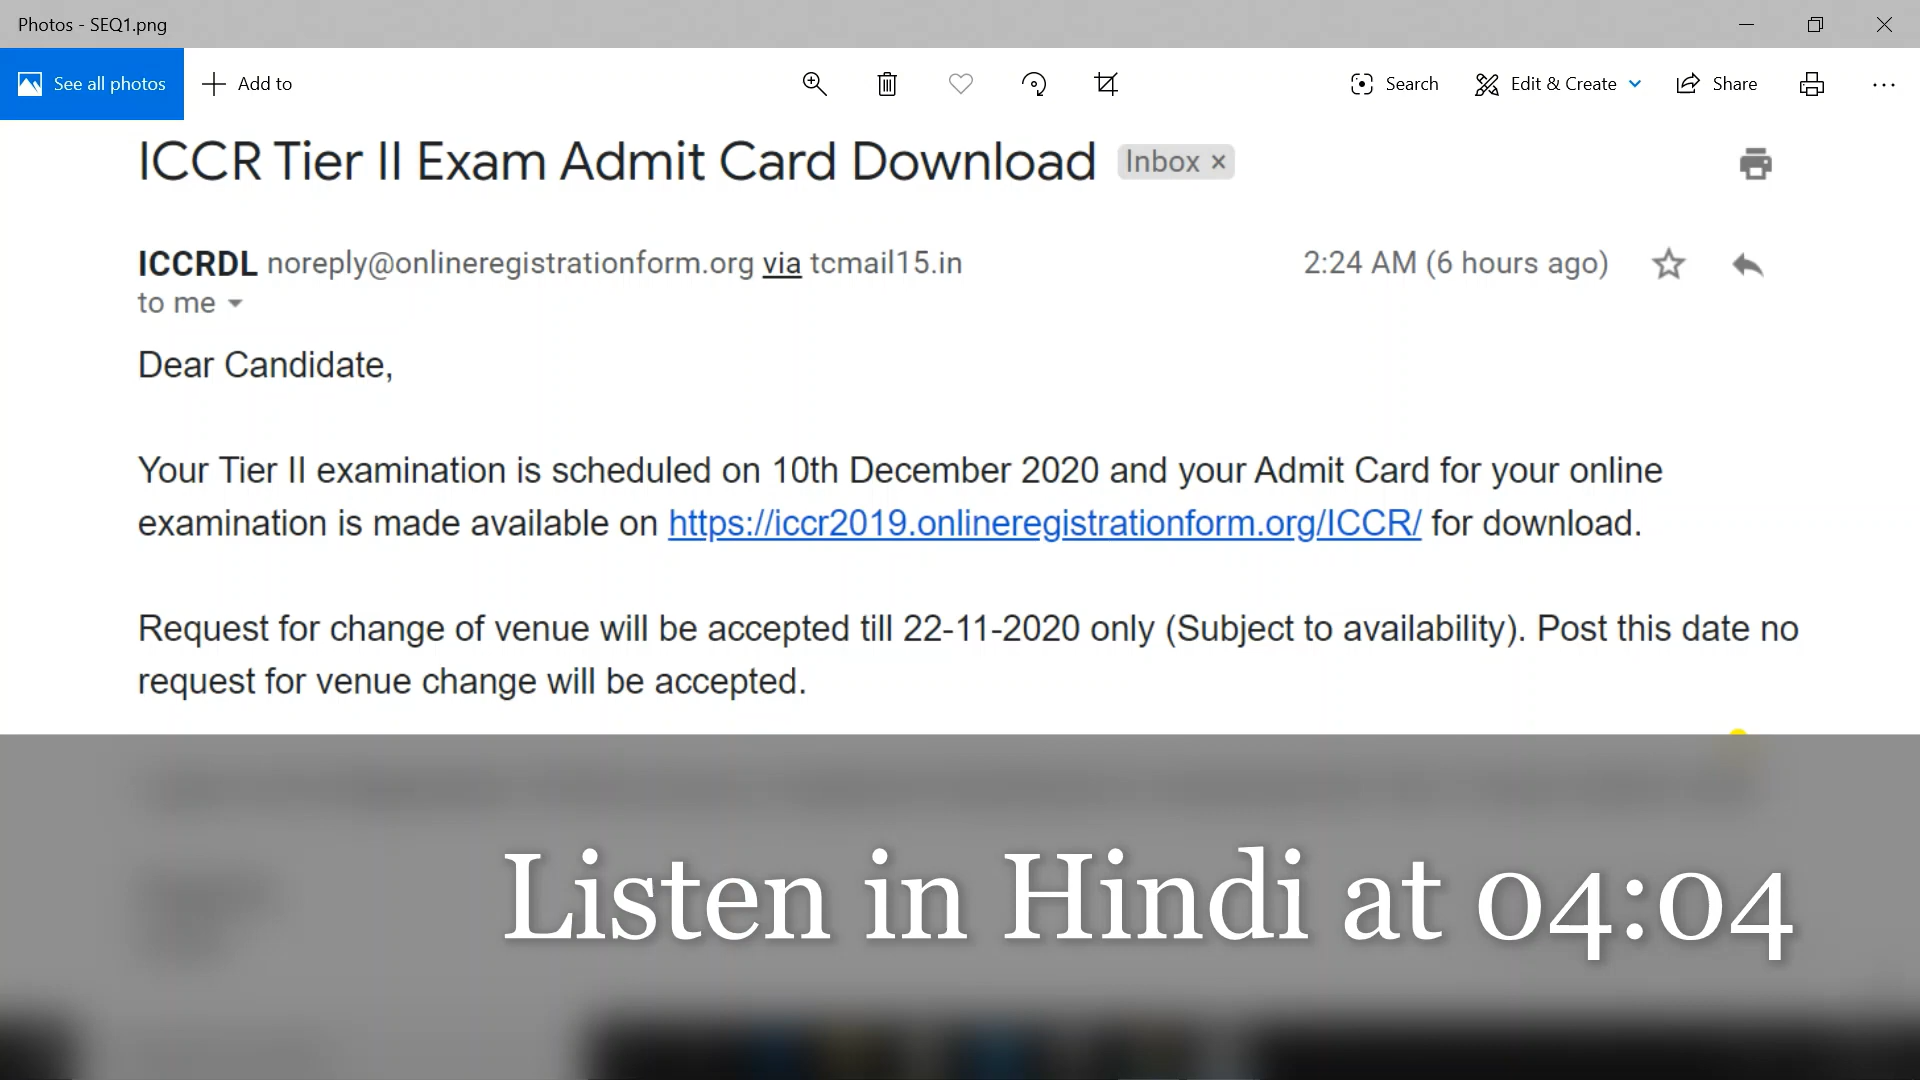 Photos - SEQ1.png
See all photos
Add to
Search
Edit & Create
Share
ICCR Tier II Exam Admit Card Download Inbox ×
ICCRDL noreply@onlineregistrationform.org via tcmail15.in 2:24 AM (6 hours ago)
to me
Dear Candidate,
Your Tier II examination is scheduled on 10th December 2020 and your Admit Card for your online
examination is made available on https://iccr2019.onlineregistrationform.org/ICCR/ for download.
Request for change of venue will be accepted till 22-11-2020 only (Subject to availability). Post this date no
request for venue change will be accepted.
Listen in Hindi at 04:04